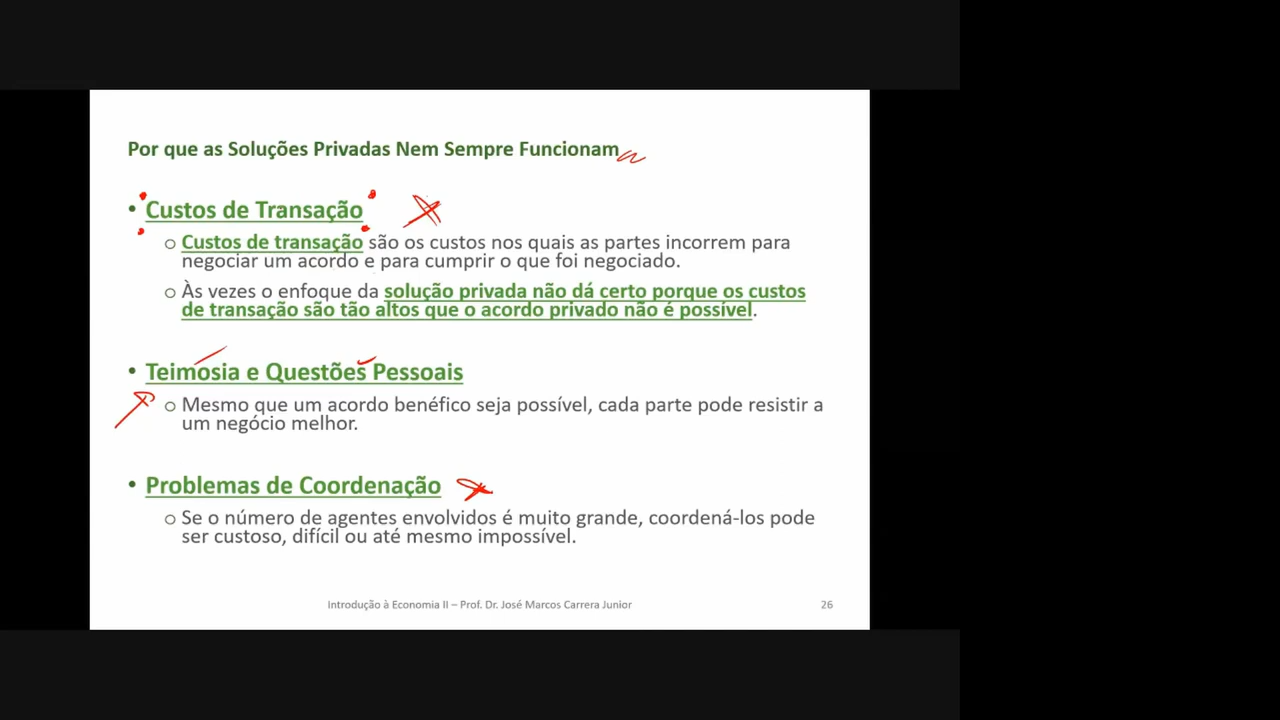 Por que as Soluções Privadas Nem Sempre Funcionam
• Custos de Transação
o Custos de transação são os custos nos quais as partes incorrem para
negociar um acordo e para cumprir o que foi negociado.
o Às vezes o enfoque da solução privada não dá certo porque os custos
de transação são tão altos que o acordo privado não é possível.
• Teimosia e Questões Pessoais
o Mesmo que um acordo benéfico seja possível, cada parte pode resistir a
um negócio melhor.
• Problemas de Coordenação
o Se o número de agentes envolvidos é muito grande, coordená-los pode
ser custoso, difícil ou até mesmo impossível.
Introdução à Economia II – Prof. Dr. José Marcos Carrera Junior
26